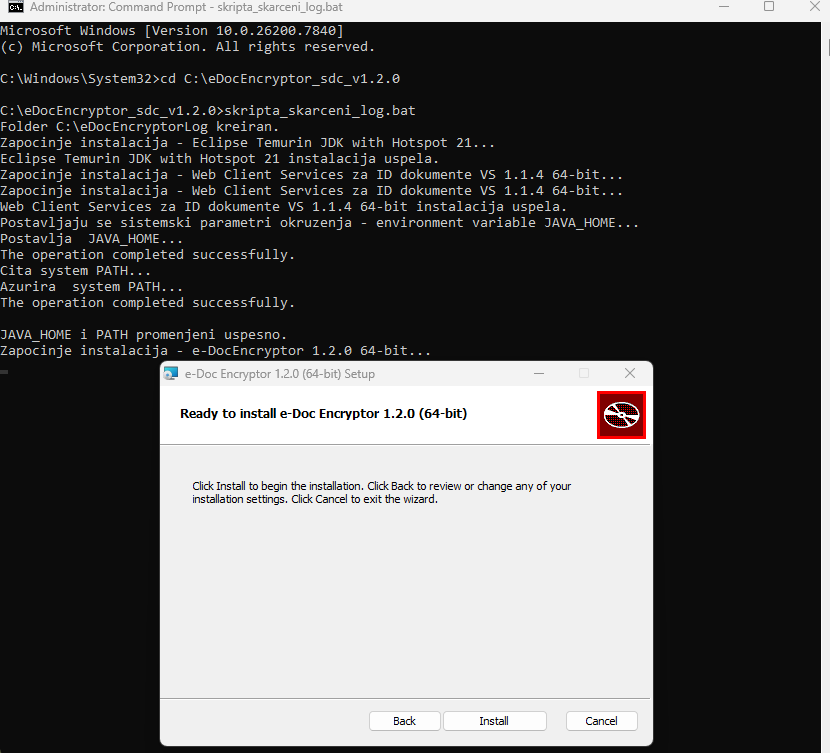 Administrator: Command Prompt - skripta_skarceni_log.bat
Microsoft Windows [Version 10.0.26200.7840]
(c) Microsoft Corporation. All rights reserved.
C:\Windows\System32>cd C:\eDocEncryptor_sdc_v1.2.0
C:\eDocEncryptor_sdc_v1.2.0>skripta_skarceni_log.bat
Folder C:\eDocEncryptorLog kreiran.
Zapocinje instalacija - Eclipse Temurin JDK with Hotspot 21...
Eclipse Temurin JDK with Hotspot 21 instalacija uspela.
Zapocinje instalacija - Web Client Services za ID dokumente VS 1.1.4 64-bit...
Zapocinje instalacija - Web Client Services za ID dokumente VS 1.1.4 64-bit...
Web Client Services za ID dokumente VS 1.1.4 64-bit instalacija uspela.
Postavljaju se sistemski parametri okruzenja - environment variable JAVA_HOME...
Postavlja  JAVA_HOME...
The operation completed successfully.
Cita system PATH...
Azurira  system PATH...
The operation completed successfully.
JAVA_HOME i PATH promenjeni uspesno.
Zapocinje instalacija - e-DocEncryptor 1.2.0 64-bit...
e-Doc Encryptor 1.2.0 (64-bit) Setup
Ready to install e-Doc Encryptor 1.2.0 (64-bit)
Click Install to begin the installation. Click Back to review or change any of your
installation settings. Click Cancel to exit the wizard.
Back Install Cancel